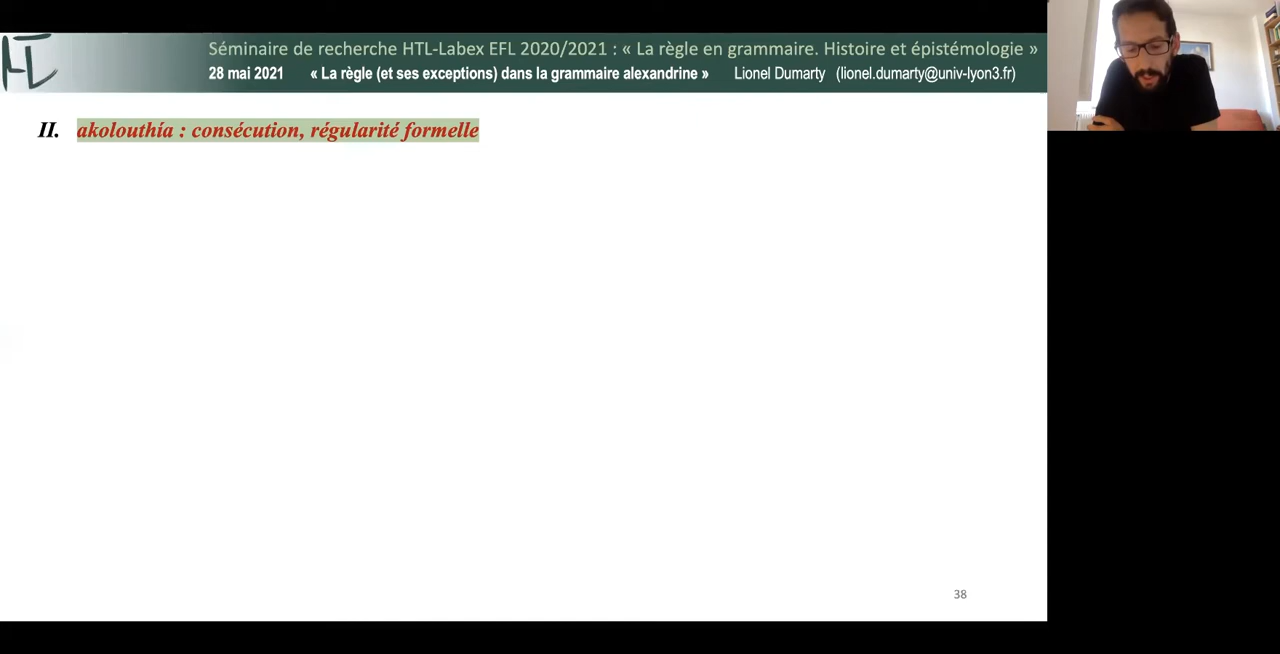 HTL
Séminaire de recherche HTL-Labex EFL 2020/2021 : « La règle en grammaire. Histoire et épistémologie »
28 mai 2021 « La règle (et ses exceptions) dans la grammaire alexandrine » Lionel Dumarty (lionel.dumarty@univ-lyon3.fr)
II. akolouthía : consécution, régularité formelle
38